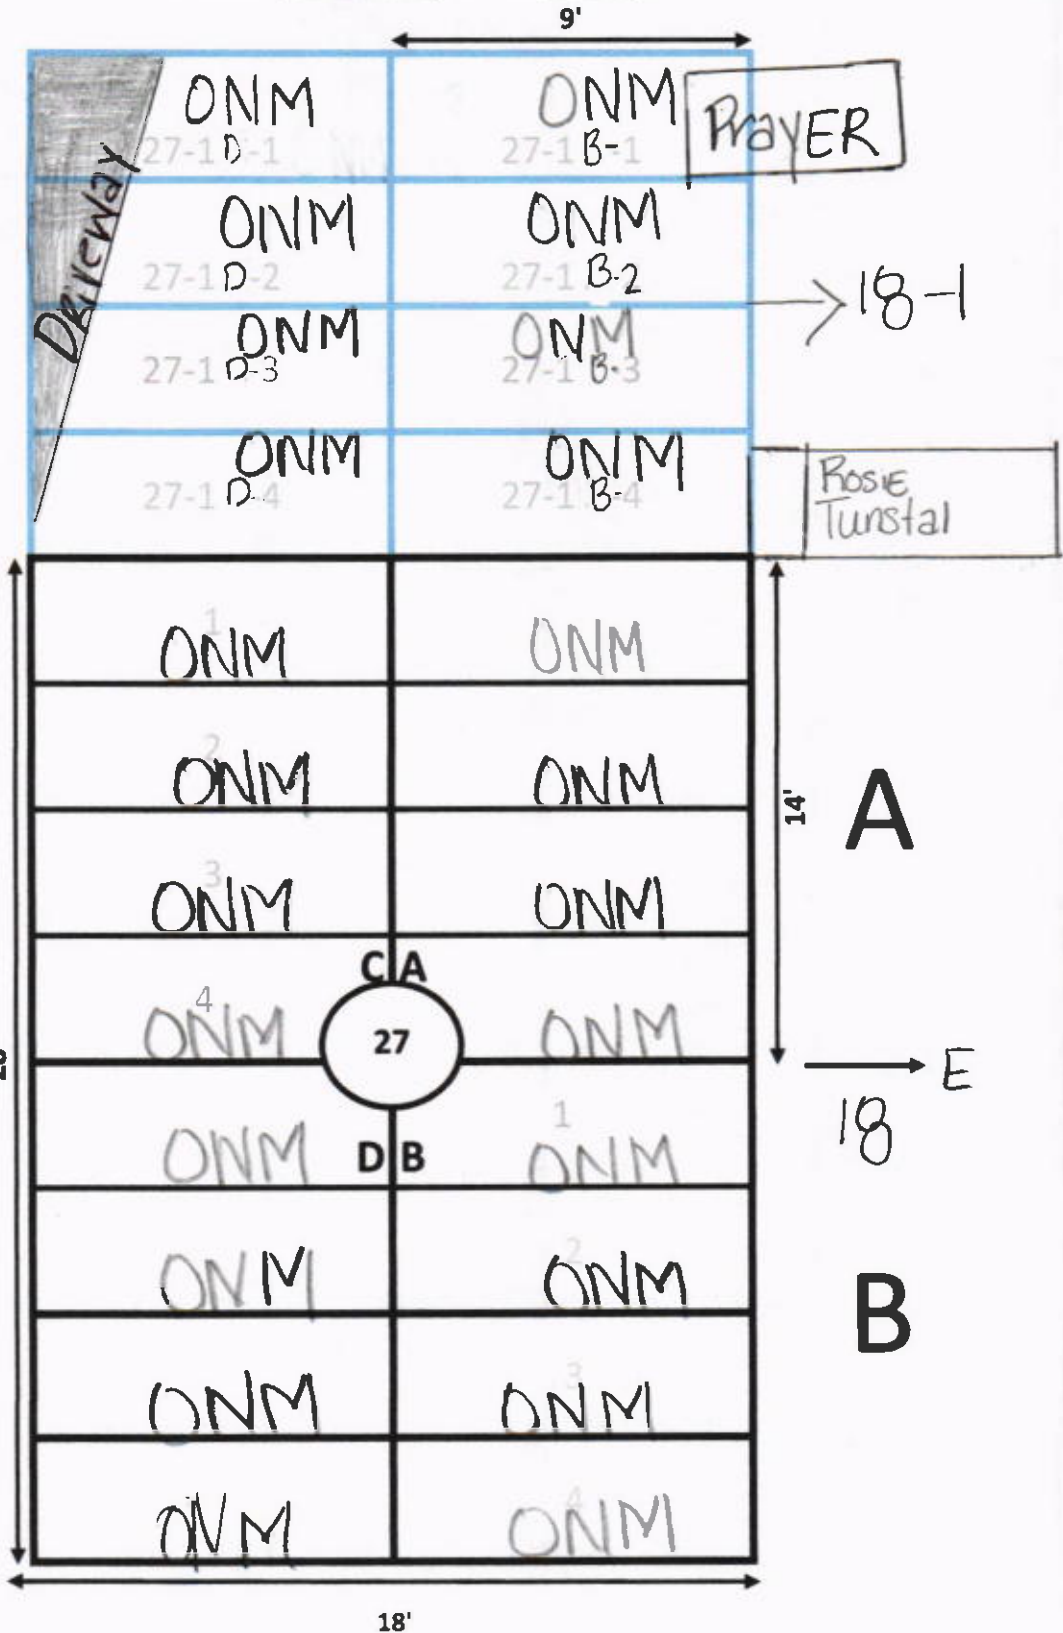 9'
ONM ONM PrayER
27-1 D-1 27-1 B-1
Driveway
ONM ONM
27-1 D-2 27-1 B-2
18-1
ONM ONM
27-1 D-3 27-1 B-3
ONM ONM
27-1 D-4 27-1 B-4
Rosie
Tunstal
1
ONM ONM
2
ONM ONM
14' A
3
ONM ONM
C A
4
ONM 27 ONM
E
18
1
ONM D B ONM
2
ONM ONM
B
3
ONM ONM
4
ONM ONM
18'